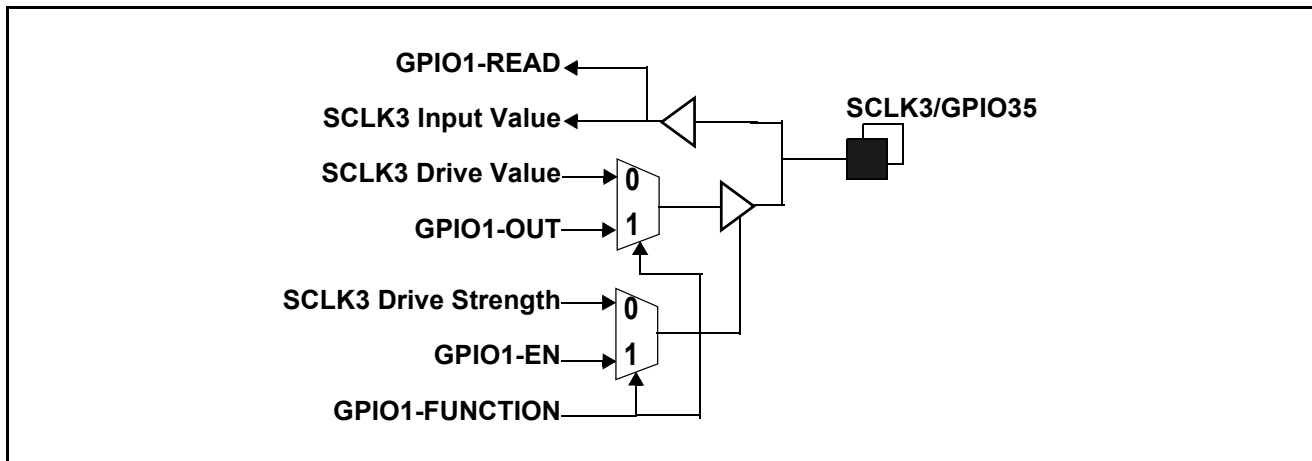 GPIO1-READ
SCLK3/GPIO35
SCLK3 Input Value
SCLK3 Drive Value
0
GPIO1-OUT
1
SCLK3 Drive Strength
0
GPIO1-EN
1
GPIO1-FUNCTION